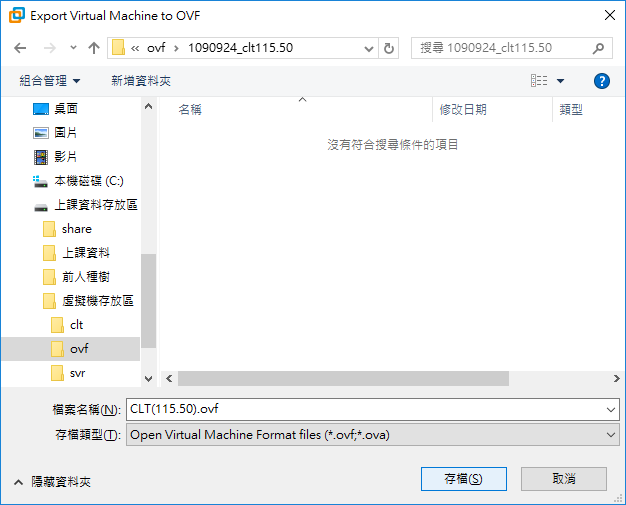 Export Virtual Machine to OVF
« ovf › 1090924_clt115.50
搜尋 1090924_clt115.50
組合管理 新增資料夾
名稱 修改日期 類型
沒有符合搜尋條件的項目
桌面
圖片
影片
本機磁碟 (C:)
上課資料存放區
share
上課資料
前人種樹
虛擬機存放區
clt
ovf
svr
檔案名稱(N): CLT(115.50).ovf
存檔類型(T): Open Virtual Machine Format files (*.ovf;*.ova)
隱藏資料夾 存檔(S) 取消